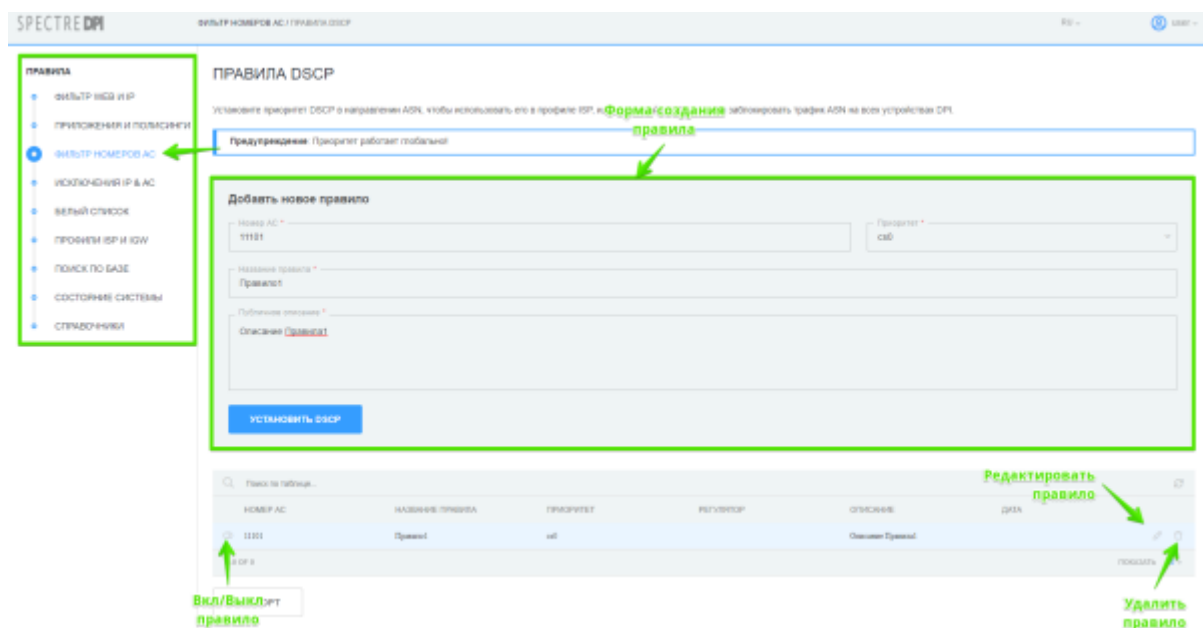 SPECTRE DPI
ФИЛЬТР НОМЕРОВ АС / ПРАВИЛА DSCP
RU
user
ПРАВИЛА
ФИЛЬТР WEB И IP
ПРИЛОЖЕНИЯ И ПОЛИСИНГИ
ФИЛЬТР НОМЕРОВ АС
ИСКЛЮЧЕНИЯ IP & АС
БЕЛЫЙ СПИСОК
ПРОФИЛИ ISP И IGW
ПОИСК ПО БАЗЕ
СОСТОЯНИЕ СИСТЕМЫ
СПРАВОЧНИКИ
ПРАВИЛА DSCP
Установите приоритет DSCP в направлении ASN, чтобы использовать его в профиле ISP, заблокировать трафик ASN на всех устройствах DPI.
Форма создания
правила
Предупреждение: Приоритет работает глобально!
Добавть новое правило
Номер АС *
11101
Приоритет *
cs0
Название правила *
Правило1
Публичное описание *
Описание Правила1
УСТАНОВИТЬ DSCP
Поиск по таблице...
Редактировать
правило
НОМЕР АС
НАЗВАНИЕ ПРАВИЛА
ПРИОРИТЕТ
РЕГУЛЯТОР
ОПИСАНИЕ
ДАТА
11101
Правило1
cs0
Описание Правила1
ПОКАЗАТЬ
Вкл/Выкл
правило
Удалить
правило